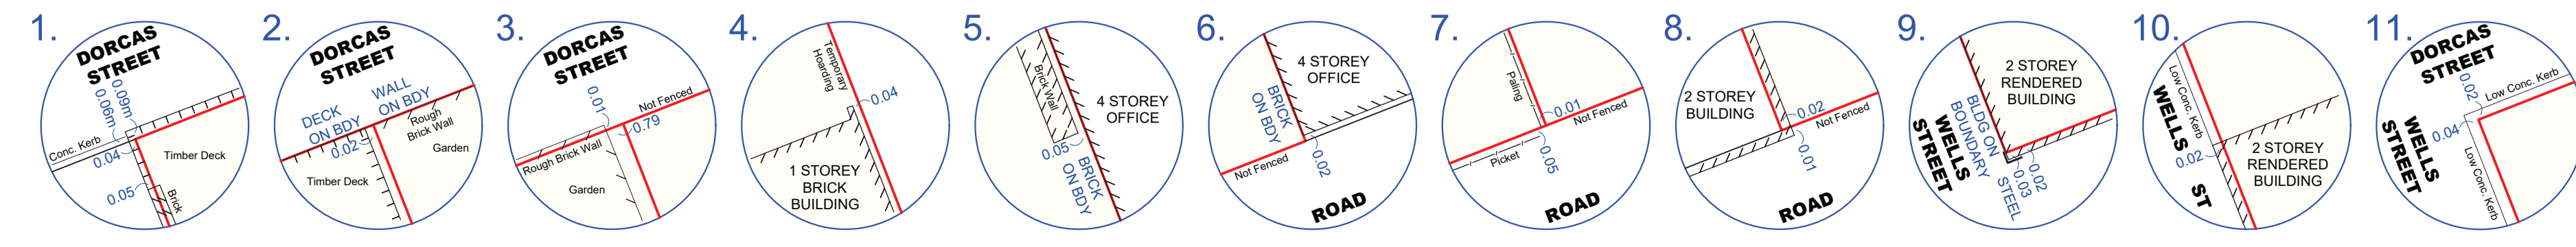 1.
DORCAS
STREET
0.09m
0.06m
Conc. Kerb
0.04
Timber Deck
0.05
Brick
2.
DORCAS
STREET
DECK
ON BDY
WALL
ON BDY
0.02
Rough
Brick Wall
Timber Deck
Garden
3.
DORCAS
STREET
0.01
Not Fenced
0.79
Rough Brick Wall
Garden
4.
Temporary
Hoarding
0.04
1 STOREY
BRICK
BUILDING
5.
Brick Wall
4 STOREY
OFFICE
0.05
BRICK
ON BDY
6.
4 STOREY
OFFICE
BRICK
ON BDY
Not Fenced
0.02
ROAD
7.
Paling
0.01
Not Fenced
Picket
0.05
ROAD
8.
2 STOREY
BUILDING
0.02
Not Fenced
0.01
ROAD
9.
2 STOREY
RENDERED
BUILDING
BLDG ON
BOUNDARY
WELLS
STREET
0.02
0.03
STEEL
10.
Low Conc. Kerb
WELLS
ST
0.02
2 STOREY
RENDERED
BUILDING
11.
DORCAS
STREET
0.02
Low Conc. Kerb
0.04
WELLS
STREET
Low Conc. Kerb